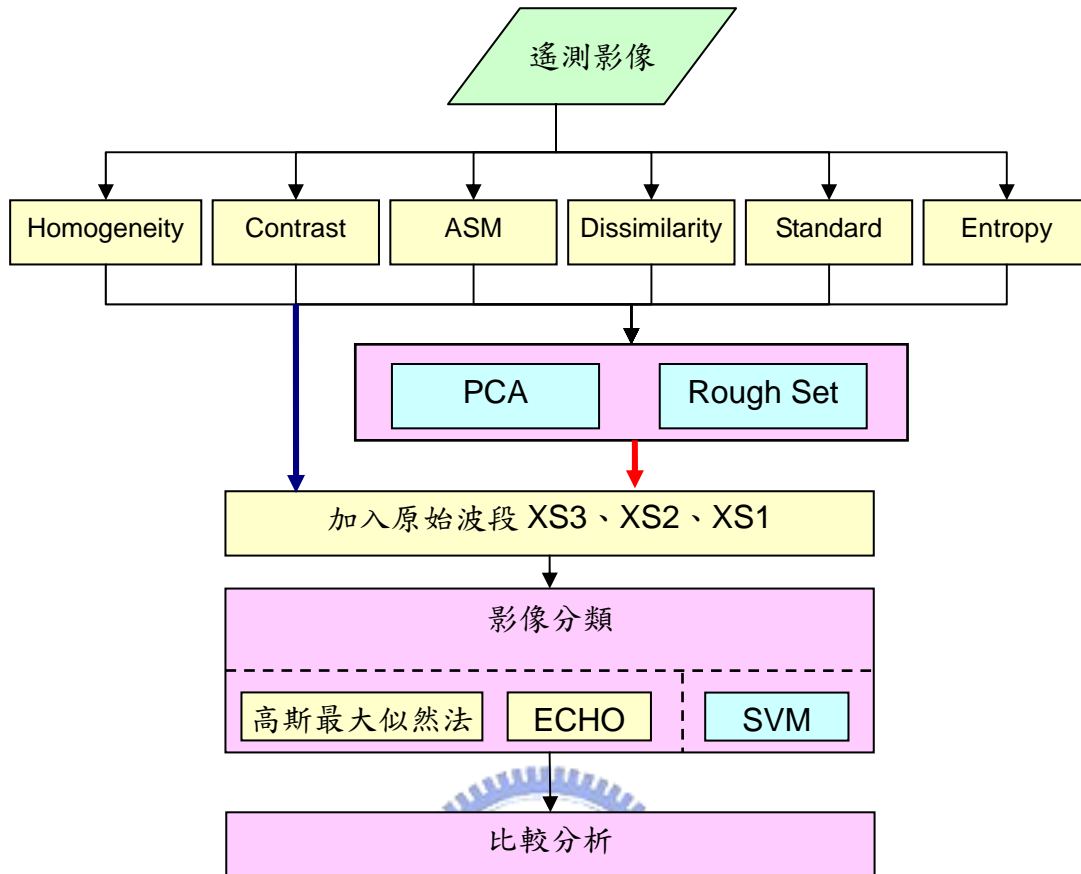 遙測影像
Homogeneity
Contrast
ASM
Dissimilarity
Standard
Entropy
PCA
Rough Set
加入原始波段 XS3、XS2、XS1
影像分類
高斯最大似然法
ECHO
SVM
比較分析